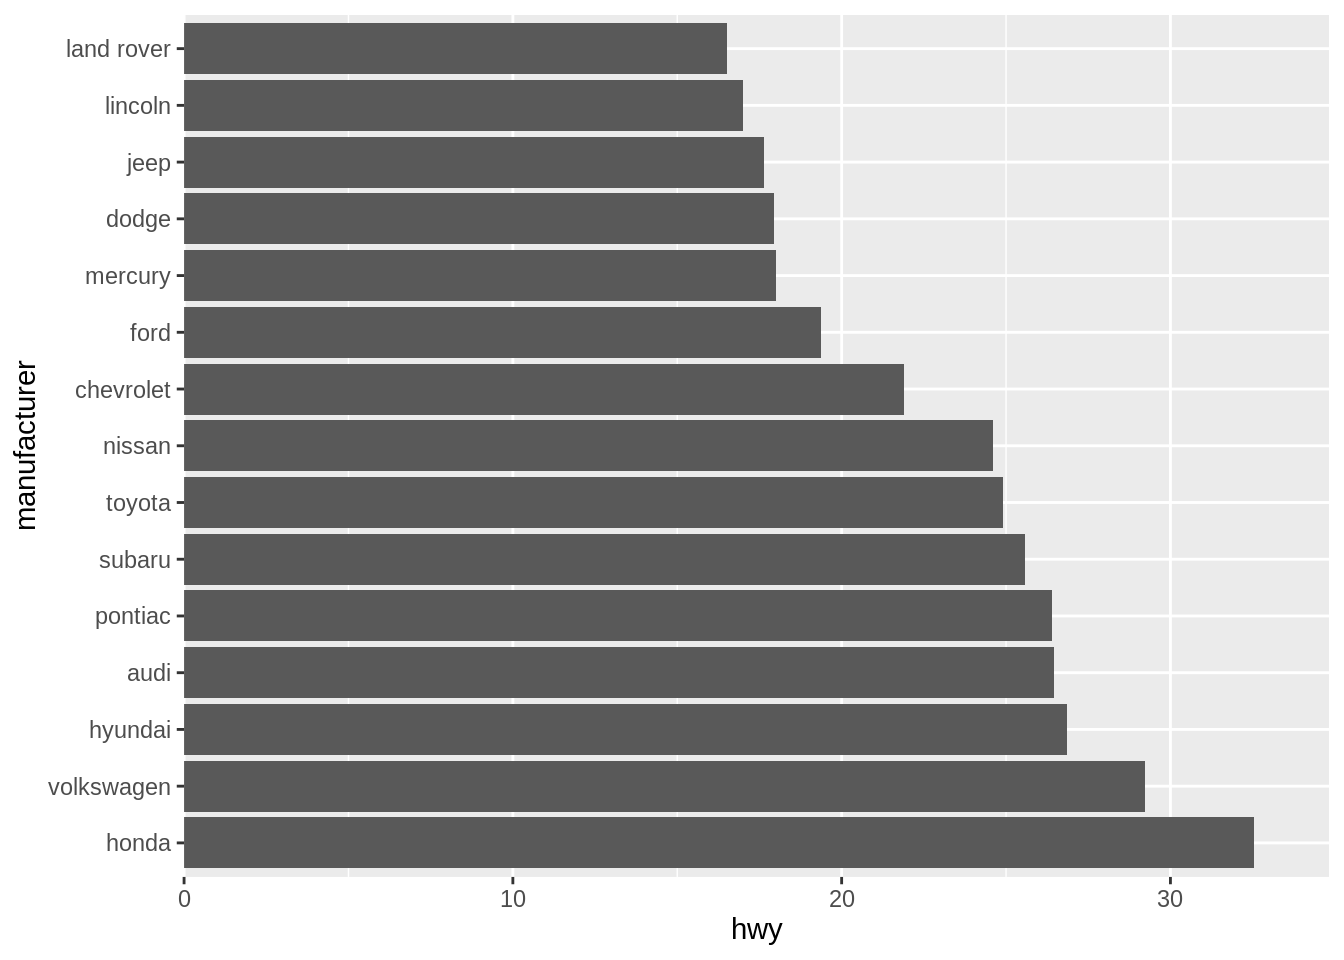 manufacturer
land rover
lincoln
jeep
dodge
mercury
ford
chevrolet
nissan
toyota
subaru
pontiac
audi
hyundai
volkswagen
honda
0 10 20 30
hwy